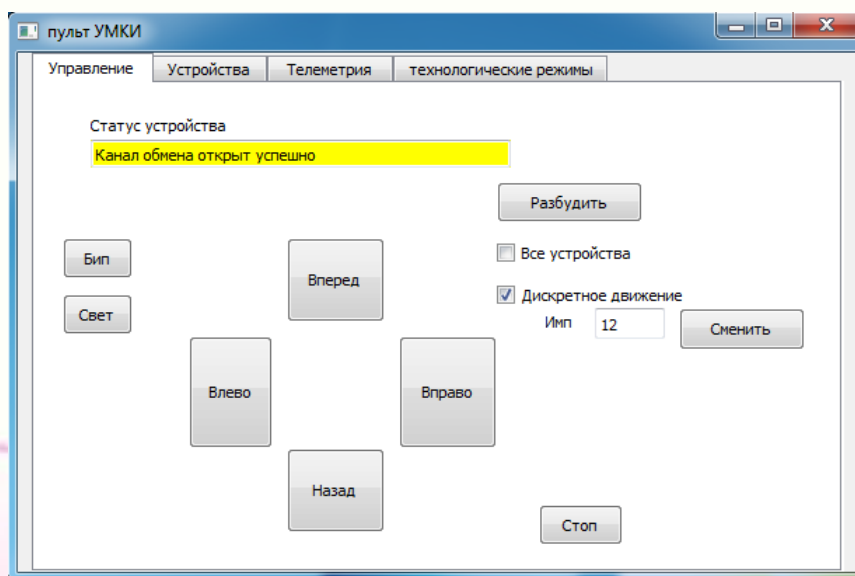 пульт УМКИ
Управление Устройства Телеметрия технологические режимы
Статус устройства
Канал обмена открыт успешно
Разбудить
Бип
Вперед
Все устройства
Свет
Дискретное движение
Имп 12 Сменить
Влево Вправо
Назад
Стоп